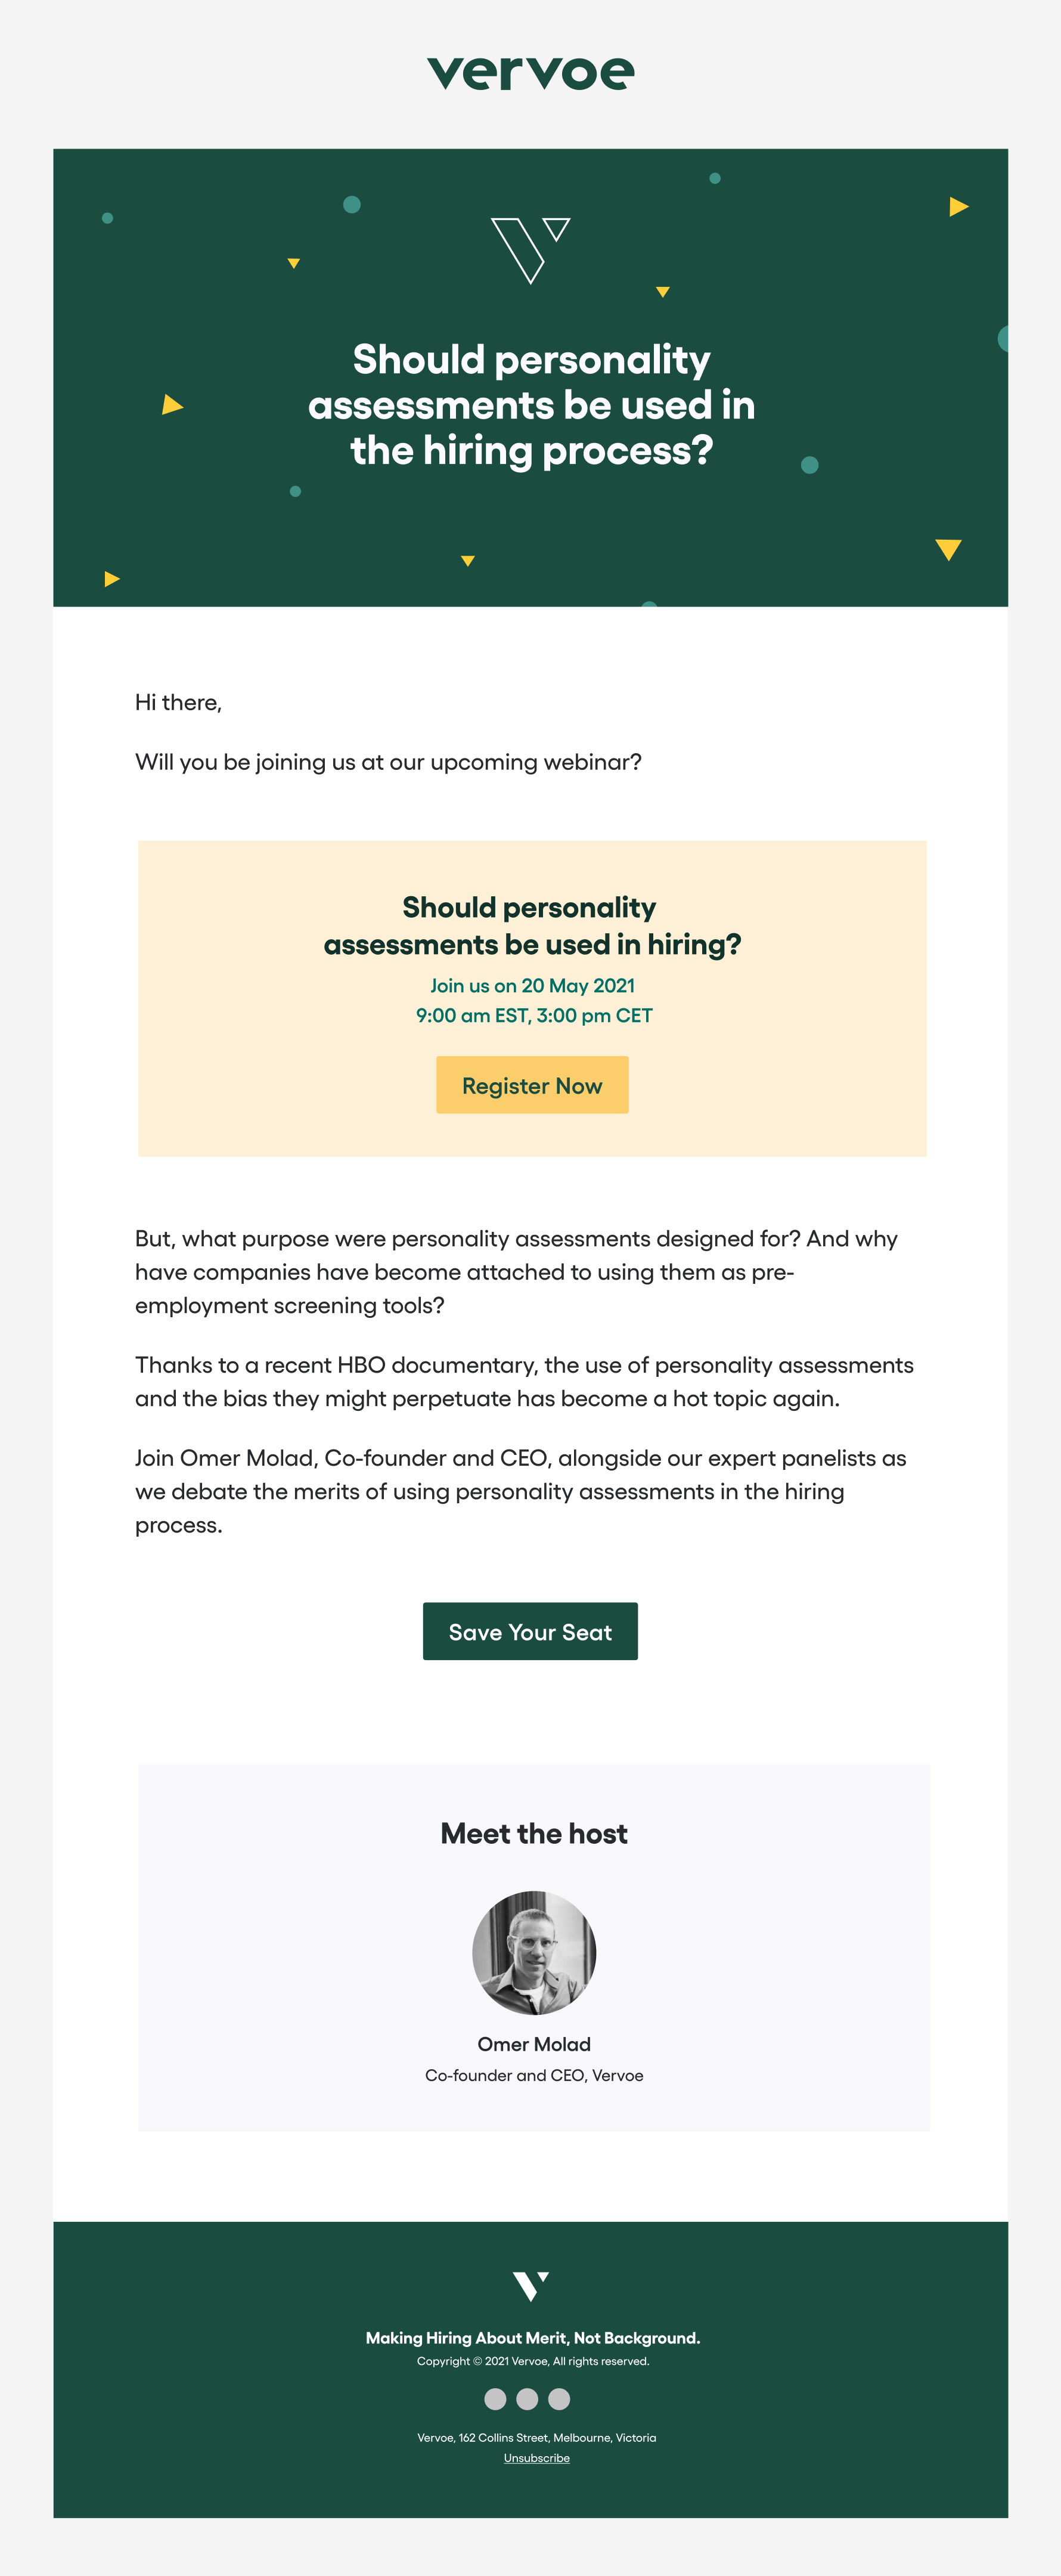 vervoe
Should personality
assessments be used in
the hiring process?
Hi there,
Will you be joining us at our upcoming webinar?
Should personality
assessments be used in hiring?
Join us on 20 May 2021
9:00 am EST, 3:00 pm CET
Register Now
But, what purpose were personality assessments designed for? And why
have companies have become attached to using them as pre-
employment screening tools?
Thanks to a recent HBO documentary, the use of personality assessments
and the bias they might perpetuate has become a hot topic again.
Join Omer Molad, Co-founder and CEO, alongside our expert panelists as
we debate the merits of using personality assessments in the hiring
process.
Save Your Seat
Meet the host
Omer Molad
Co-founder and CEO, Vervoe
Making Hiring About Merit, Not Background.
Copyright © 2021 Vervoe, All rights reserved.
Vervoe, 162 Collins Street, Melbourne, Victoria
Unsubscribe